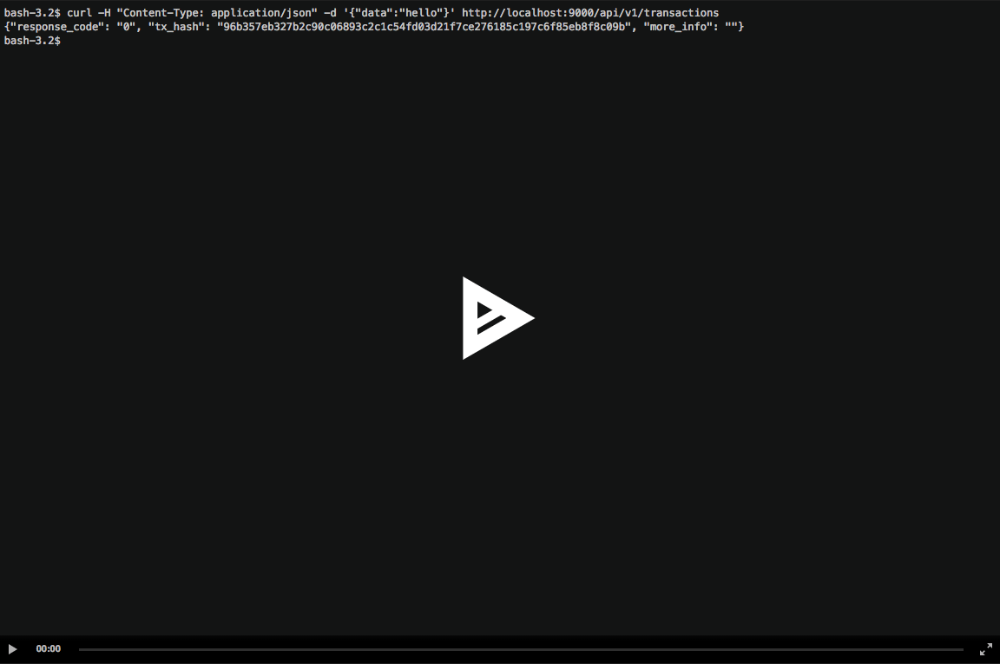 bash-3.2$ curl -H "Content-Type: application/json" -d '{"data":"hello"}' http://localhost:9000/api/v1/transactions
{"response_code": "0", "tx_hash": "96b357eb327b2c90c06893c2c1c54fd03d21f7ce276185c197c6f85eb8f8c09b", "more_info": ""}
bash-3.2$
00:00